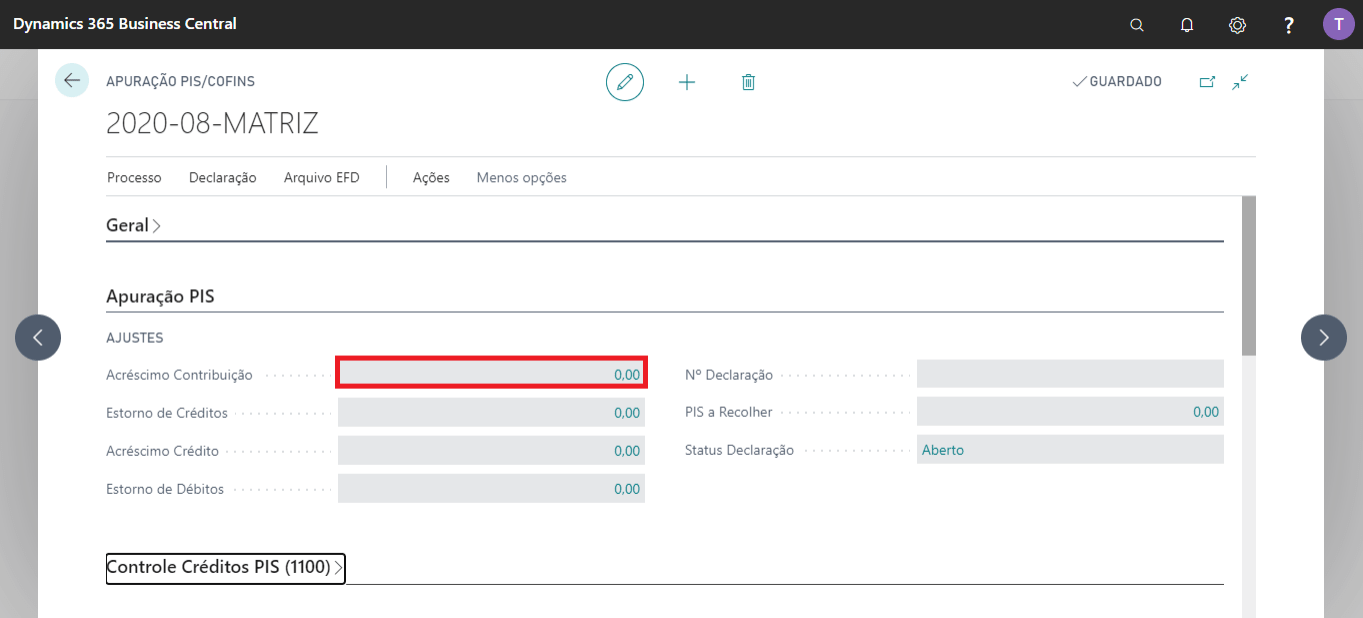 Dynamics 365 Business Central
?
T
APURAÇÃO PIS/COFINS
GUARDADO
2020-08-MATRIZ
Processo Declaração Arquivo EFD Ações Menos opções
Geral
Apuração PIS
AJUSTES
Acréscimo Contribuição 0,00 Nº Declaração
Estorno de Créditos 0,00 PIS a Recolher 0,00
Acréscimo Crédito 0,00 Status Declaração Aberto
Estorno de Débitos 0,00
Controle Créditos PIS (1100)